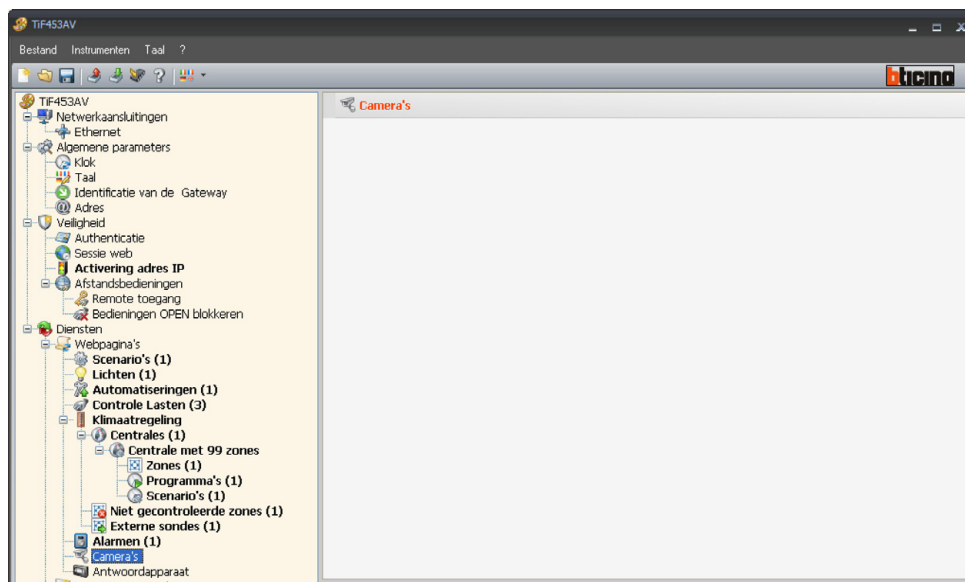 TiF453AV
Bestand Instrumenten Taal ?
bticino
TiF453AV
Netwerkaansluitingen
Ethernet
Algemene parameters
Klok
Taal
Identificatie van de Gateway
Adres
Veiligheid
Authenticatie
Sessie web
Activering adres IP
Afstandsbedieningen
Remote toegang
Bedieningen OPEN blokkeren
Diensten
Webpagina's
Scenario's (1)
Lichten (1)
Automatiseringen (1)
Controle Lasten (3)
Klimaatregeling
Centrales (1)
Centrale met 99 zones
Zones (1)
Programma's (1)
Scenario's (1)
Niet gecontroleerde zones (1)
Externe sondes (1)
Alarmen (1)
Camera's
Antwoordapparaat
Camera's